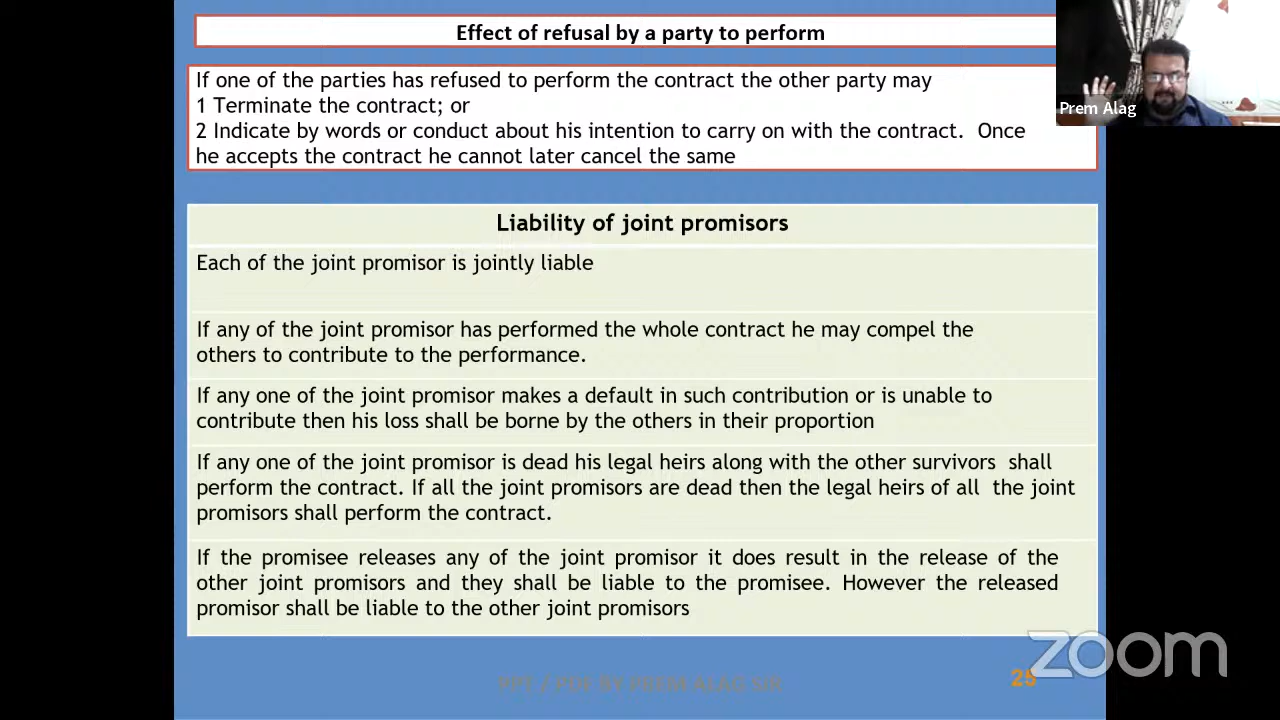 Effect of refusal by a party to perform
If one of the parties has refused to perform the contract the other party may
1 Terminate the contract; or
2 Indicate by words or conduct about his intention to carry on with the contract. Once
he accepts the contract he cannot later cancel the same
Prem Alag
Liability of joint promisors
Each of the joint promisor is jointly liable
If any of the joint promisor has performed the whole contract he may compel the
others to contribute to the performance.
If any one of the joint promisor makes a default in such contribution or is unable to
contribute then his loss shall be borne by the others in their proportion
If any one of the joint promisor is dead his legal heirs along with the other survivors shall
perform the contract. If all the joint promisors are dead then the legal heirs of all the joint
promisors shall perform the contract.
If the promisee releases any of the joint promisor it does result in the release of the
other joint promisors and they shall be liable to the promisee. However the released
promisor shall be liable to the other joint promisors
PPT / PDF BY PREM ALAG SIR
25
zoom